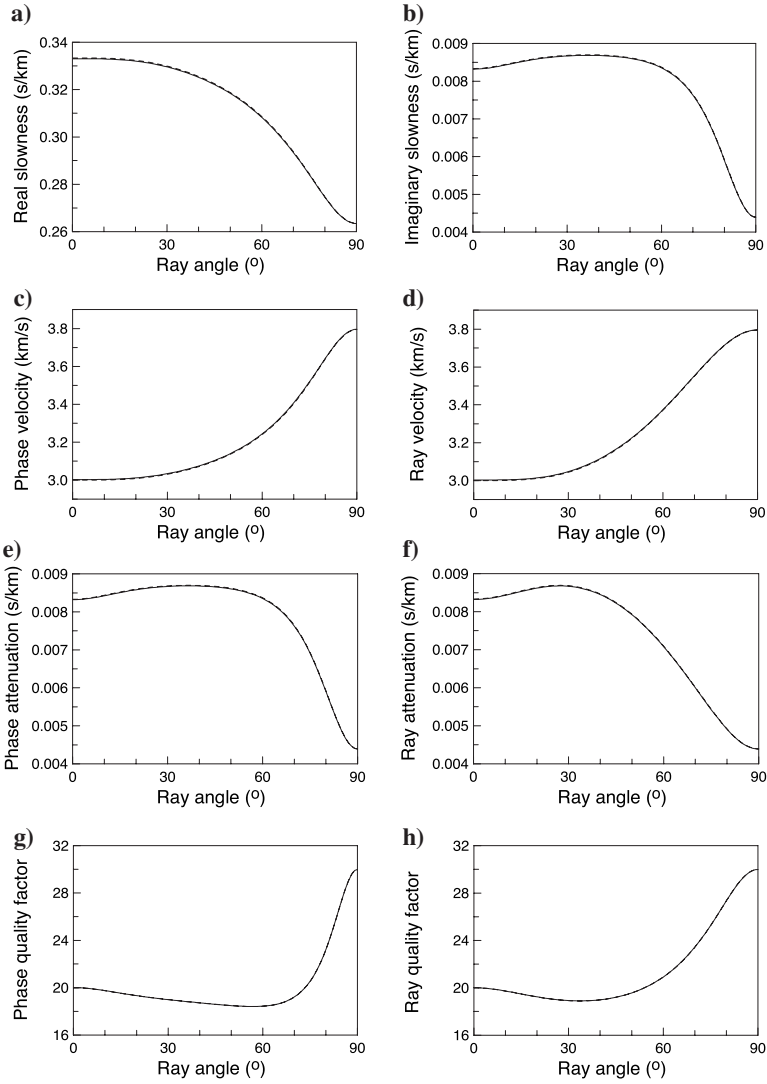 a)
Real slowness (s/km)
0.34
0.32
0.30
0.28
0.26
0 30 60 90
Ray angle (º)
b)
Imaginary slowness (s/km)
0.009
0.008
0.007
0.006
0.005
0.004
0 30 60 90
Ray angle (º)
c)
Phase velocity (km/s)
3.8
3.6
3.4
3.2
3.0
0 30 60 90
Ray angle (º)
d)
Ray velocity (km/s)
3.8
3.6
3.4
3.2
3.0
0 30 60 90
Ray angle (º)
e)
Phase attenuation (s/km)
0.009
0.008
0.007
0.006
0.005
0.004
0 30 60 90
Ray angle (º)
f)
Ray attenuation (s/km)
0.009
0.008
0.007
0.006
0.005
0.004
0 30 60 90
Ray angle (º)
g)
Phase quality factor
32
28
24
20
16
0 30 60 90
Ray angle (º)
h)
Ray quality factor
32
28
24
20
16
0 30 60 90
Ray angle (º)